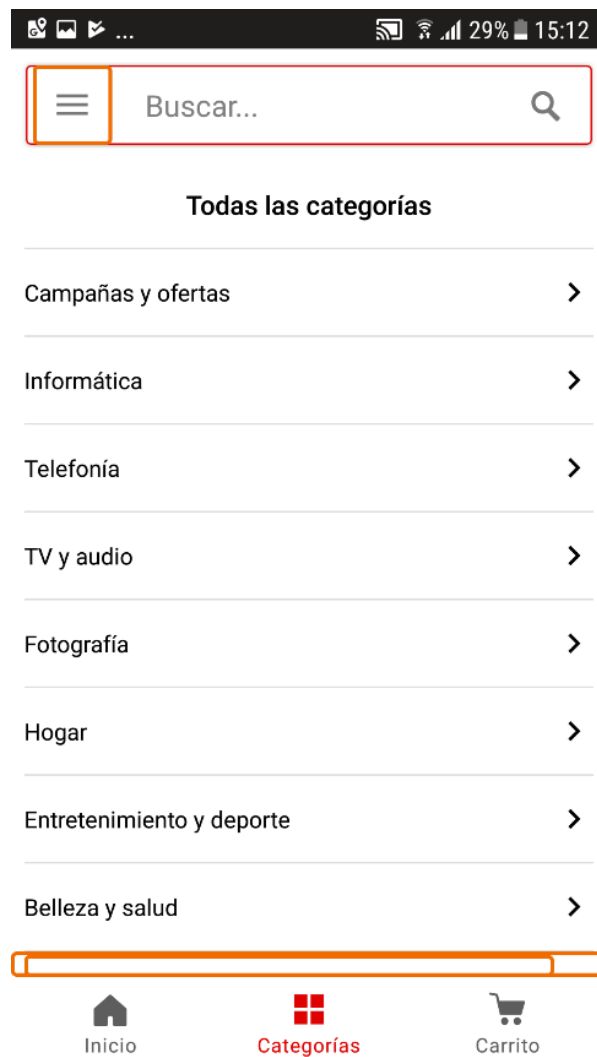 ... 29% 15:12
Buscar...
Todas las categorías
Campañas y ofertas
Informática
Telefonía
TV y audio
Fotografía
Hogar
Entretenimiento y deporte
Belleza y salud
Inicio Categorías Carrito